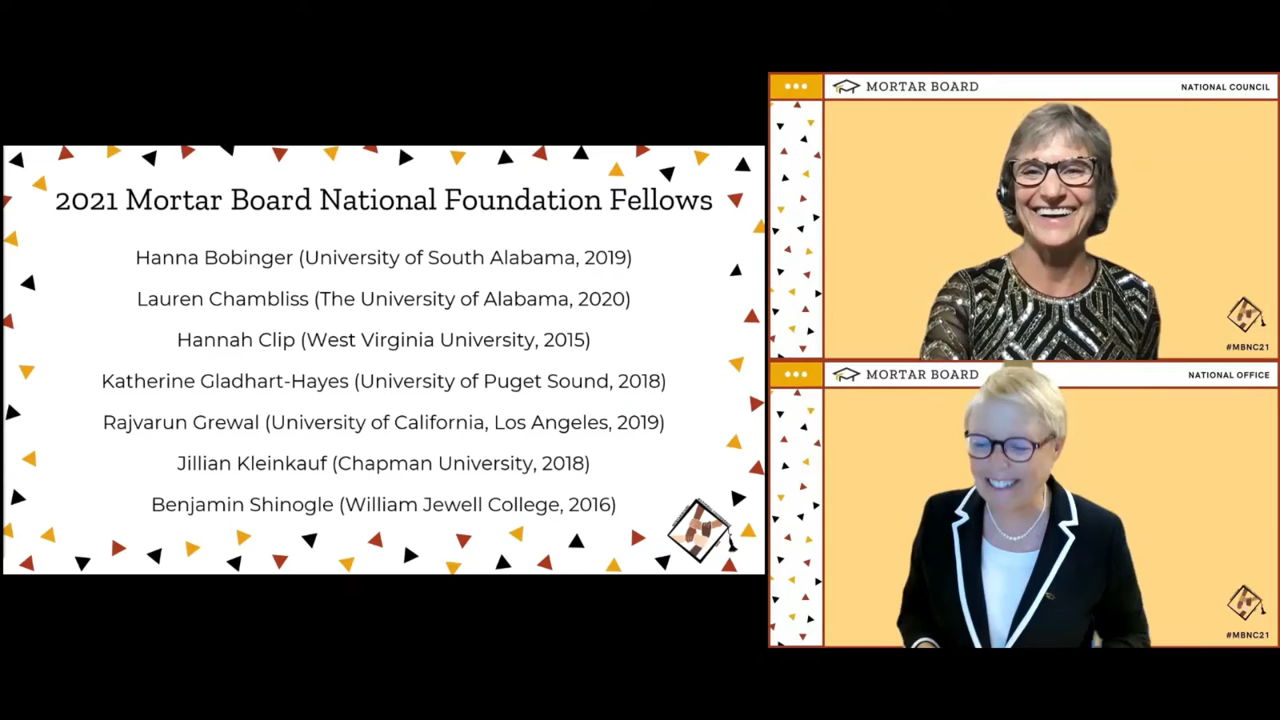 2021 Mortar Board National Foundation Fellows
Hanna Bobinger (University of South Alabama, 2019)
Lauren Chambliss (The University of Alabama, 2020)
Hannah Clip (West Virginia University, 2015)
Katherine Gladhart-Hayes (University of Puget Sound, 2018)
Rajvarun Grewal (University of California, Los Angeles, 2019)
Jillian Kleinkauf (Chapman University, 2018)
Benjamin Shinogle (William Jewell College, 2016)
MORTAR BOARD
NATIONAL COUNCIL
#MBNC21
MORTAR BOARD
NATIONAL OFFICE
#MBNC21